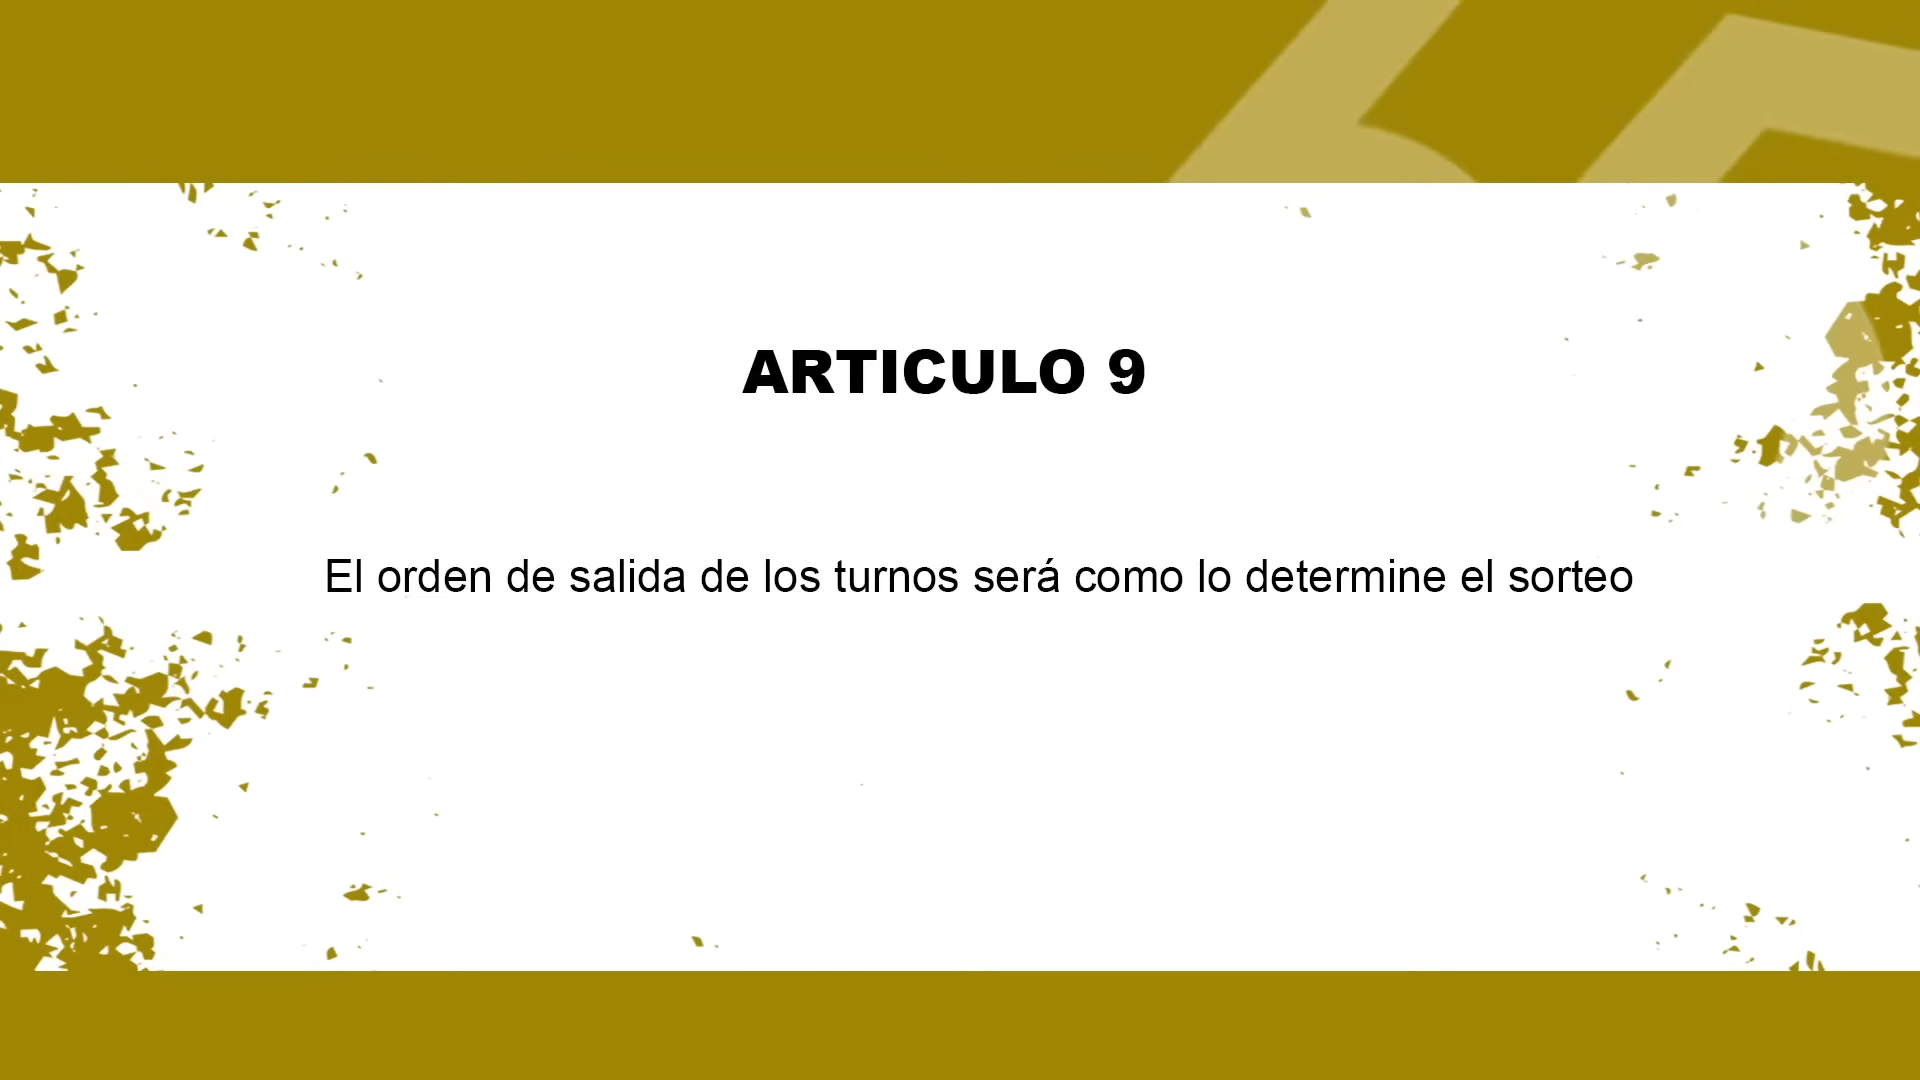 ARTICULO 9
El orden de salida de los turnos será como lo determine el sorteo